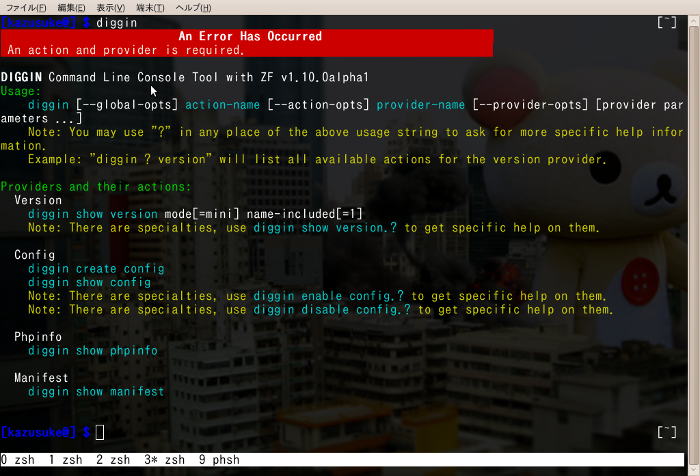 ファイル(F) 編集(E) 表示(V) 端末(T) ヘルプ(H)
[kazusuke@] $ diggin [~]
An Error Has Occurred
An action and provider is required.
DIGGIN Command Line Console Tool with ZF v1.10.0alpha1
Usage:
diggin [--global-opts] action-name [--action-opts] provider-name [--provider-opts] [provider par
ameters ...]
Note: You may use "?" in any place of the above usage string to ask for more specific help infor
mation.
Example: "diggin ? version" will list all available actions for the version provider.
Providers and their actions:
Version
diggin show version mode[=mini] name-included[=1]
Note: There are specialties, use diggin show version.? to get specific help on them.
Config
diggin create config
diggin show config
Note: There are specialties, use diggin enable config.? to get specific help on them.
Note: There are specialties, use diggin disable config.? to get specific help on them.
Phpinfo
diggin show phpinfo
Manifest
diggin show manifest
[kazusuke@] $ [~]
0 zsh 1 zsh 2 zsh 3* zsh 9 phsh